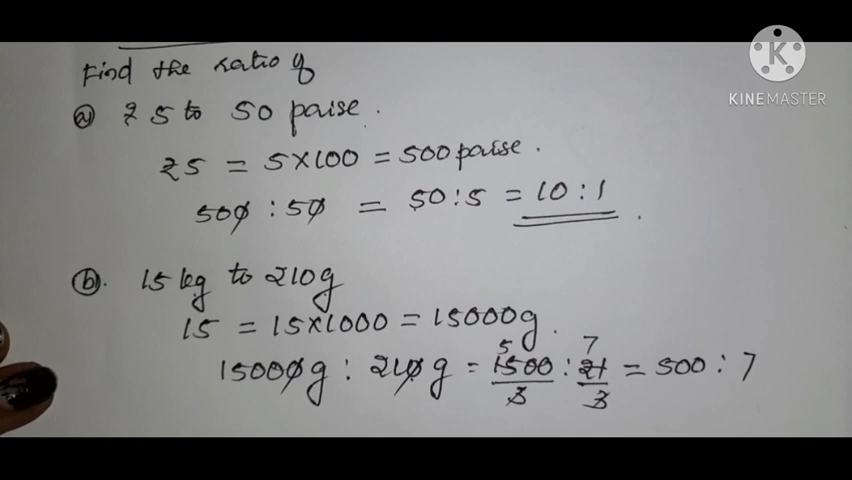 K
KINEMASTER
Find the ratio of
(a) ₹ 5 to 50 paise.
₹5 = 5×100 = 500 paise.
500 : 50 = 50:5 = 10:1
(b). 15 kg to 210g
15 = 15×1000 = 15000g.
5 7
15000g : 210g = 1500/3 : 21/3 = 500 : 7